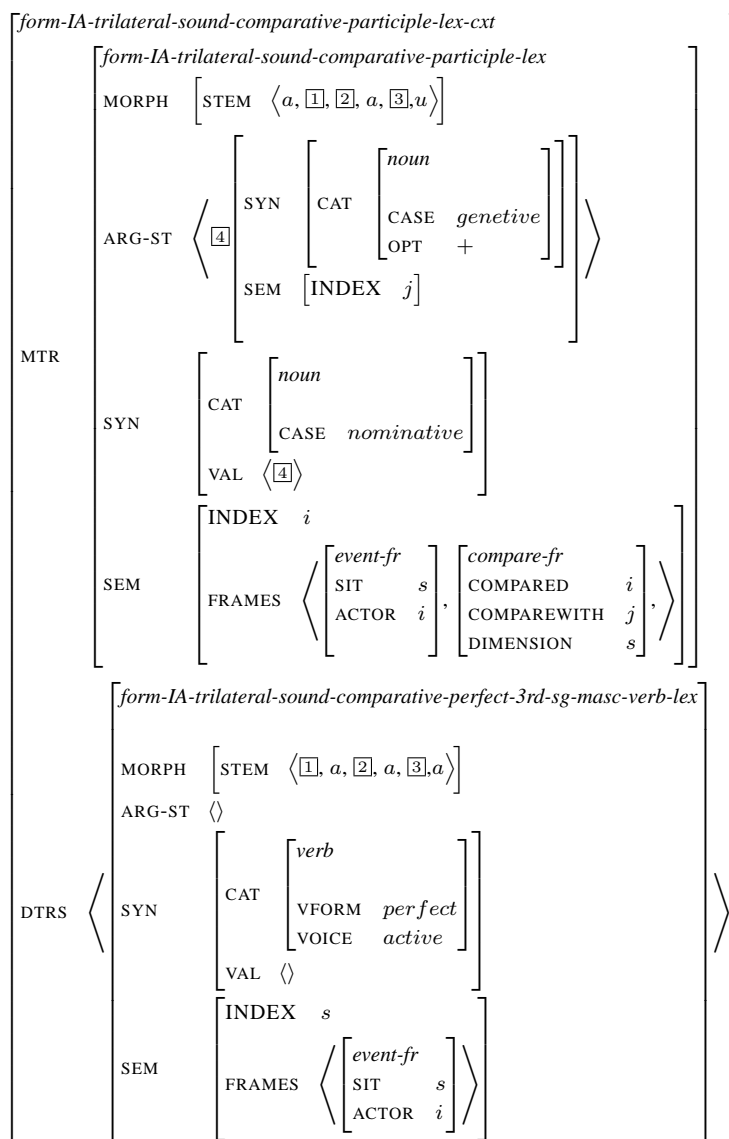 form-IA-trilateral-sound-comparative-participle-lex-cxt
form-IA-trilateral-sound-comparative-participle-lex
MORPH [STEM ⟨a, 1, 2, a, 3,u⟩]
noun
SYN CAT
CASE genetive
ARG-ST ⟨ 4 OPT + ⟩
SEM [INDEX j]
MTR
noun
CAT
SYN CASE nominative
VAL ⟨4⟩
INDEX i
event-fr compare-fr
SEM SIT s COMPARED i
FRAMES ⟨ ACTOR i , COMPAREWITH j , ⟩
DIMENSION s
form-IA-trilateral-sound-comparative-perfect-3rd-sg-masc-verb-lex
MORPH [STEM ⟨1, a, 2, a, 3,a⟩]
ARG-ST ⟨⟩
verb
CAT
DTRS ⟨ SYN VFORM perfect ⟩
VOICE active
VAL ⟨⟩
INDEX s
event-fr
SEM FRAMES ⟨ SIT s ⟩
ACTOR i